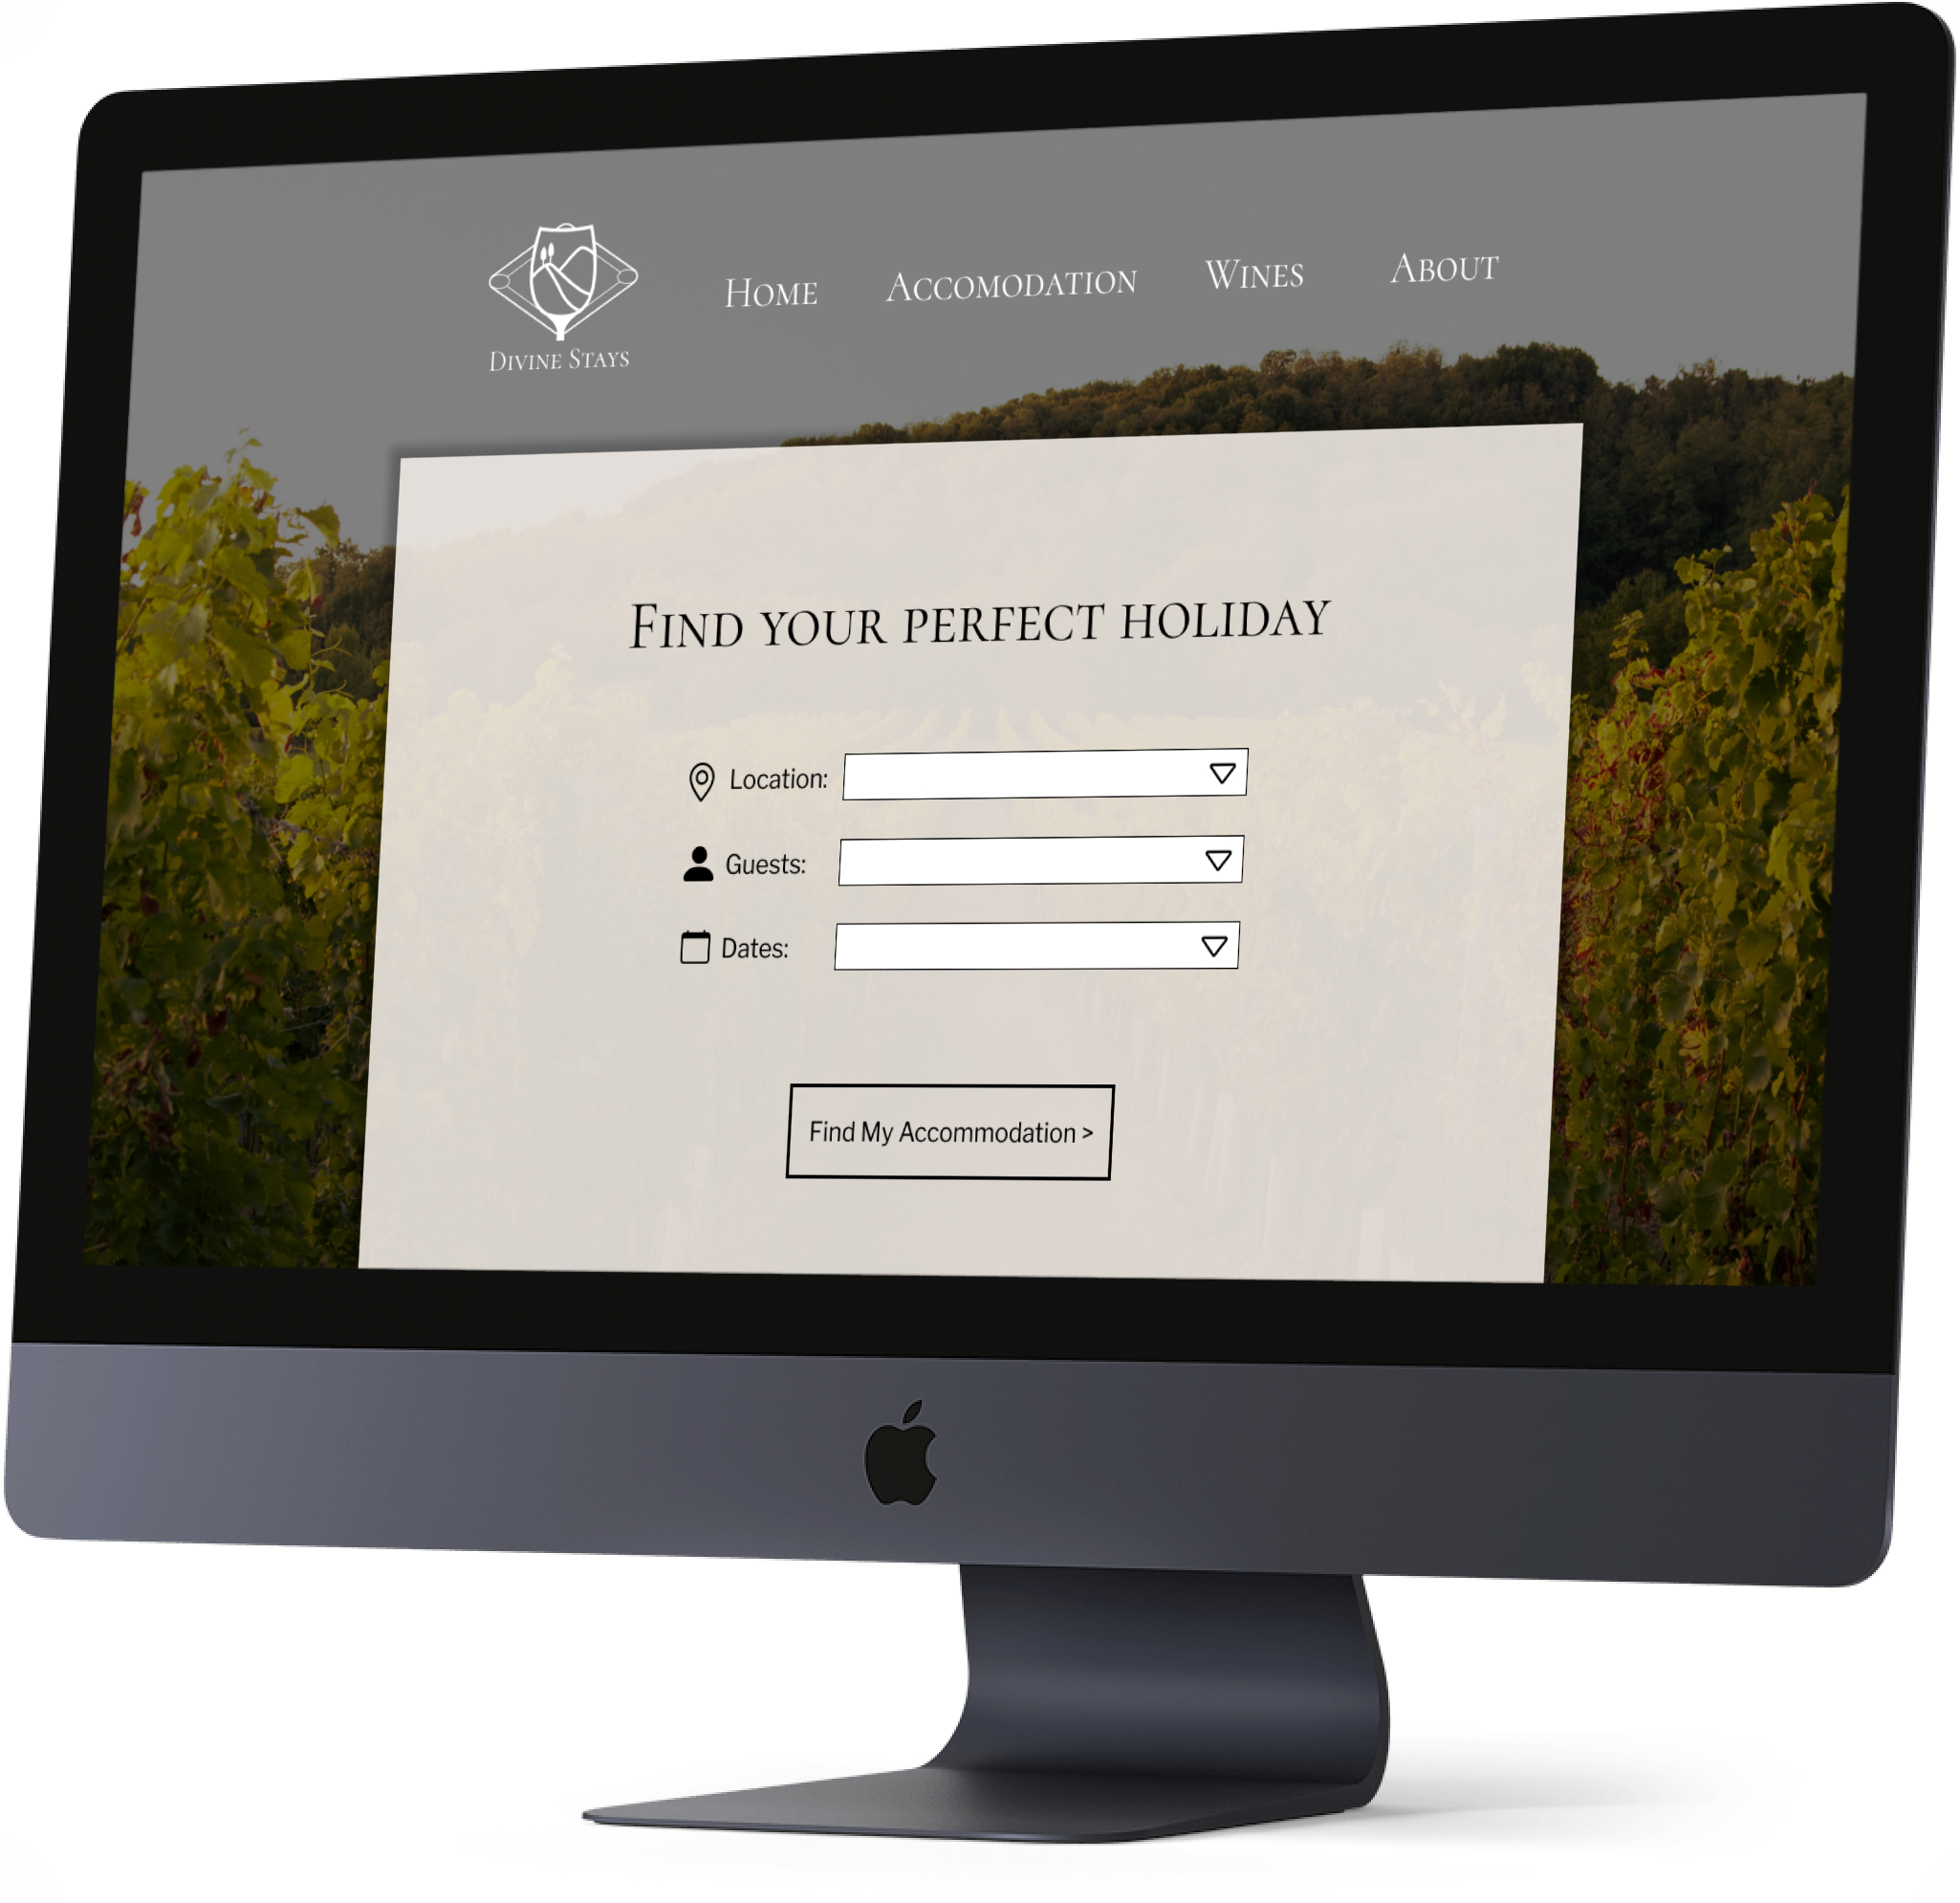 Divine Stays
Home Accomodation Wines About
Find your perfect holiday
Location:
Guests:
Dates:
Find My Accommodation >